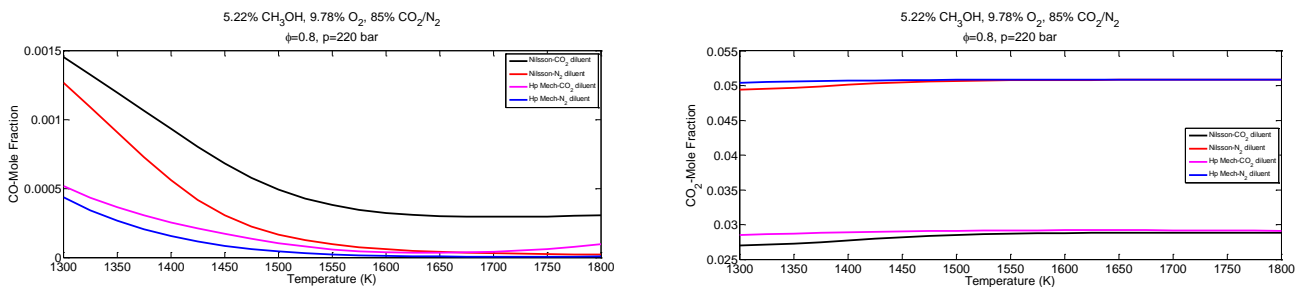 5.22% CH3OH, 9.78% O2, 85% CO2/N2
ϕ=0.8, p=220 bar
0.0015
0.001
0.0005
0
CO-Mole Fraction
Nilsson-CO2 diluent
Nilsson-N2 diluent
Hp Mech-CO2 diluent
Hp Mech-N2 diluent
1300 1350 1400 1450 1500 1550 1600 1650 1700 1750 1800
Temperature (K)
5.22% CH3OH, 9.78% O2, 85% CO2/N2
ϕ=0.8, p=220 bar
0.055
0.05
0.045
0.04
0.035
0.03
0.025
CO2-Mole Fraction
Nilsson-CO2 diluent
Nilsson-N2 diluent
Hp Mech-CO2 diluent
Hp Mech-N2 diluent
1300 1350 1400 1450 1500 1550 1600 1650 1700 1750 1800
Temperature (K)